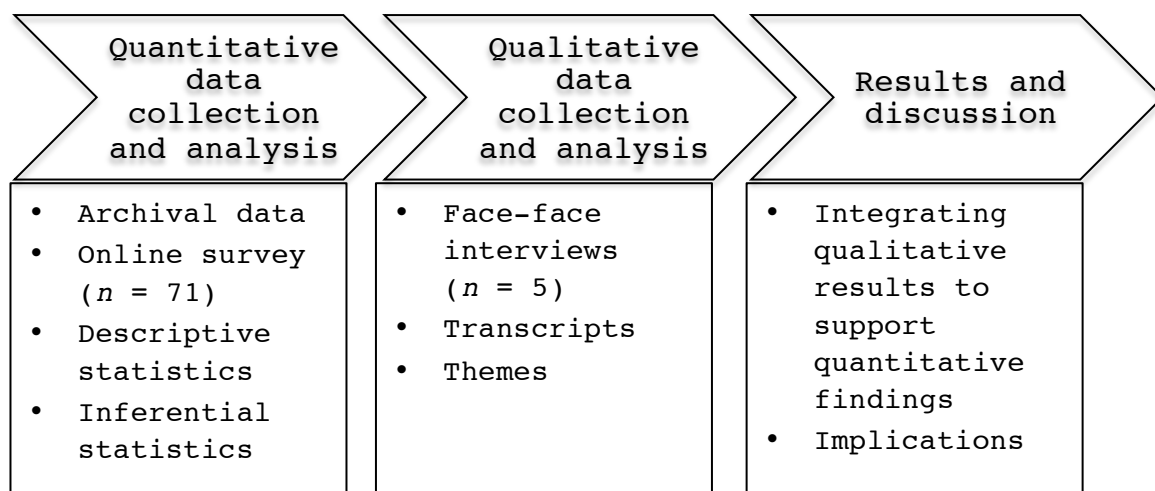 Quantitative
data
collection
and analysis
• Archival data
• Online survey
(n = 71)
• Descriptive
statistics
• Inferential
statistics
Qualitative
data
collection
and analysis
• Face-face
interviews
(n = 5)
• Transcripts
• Themes
Results and
discussion
• Integrating
qualitative
results to
support
quantitative
findings
• Implications